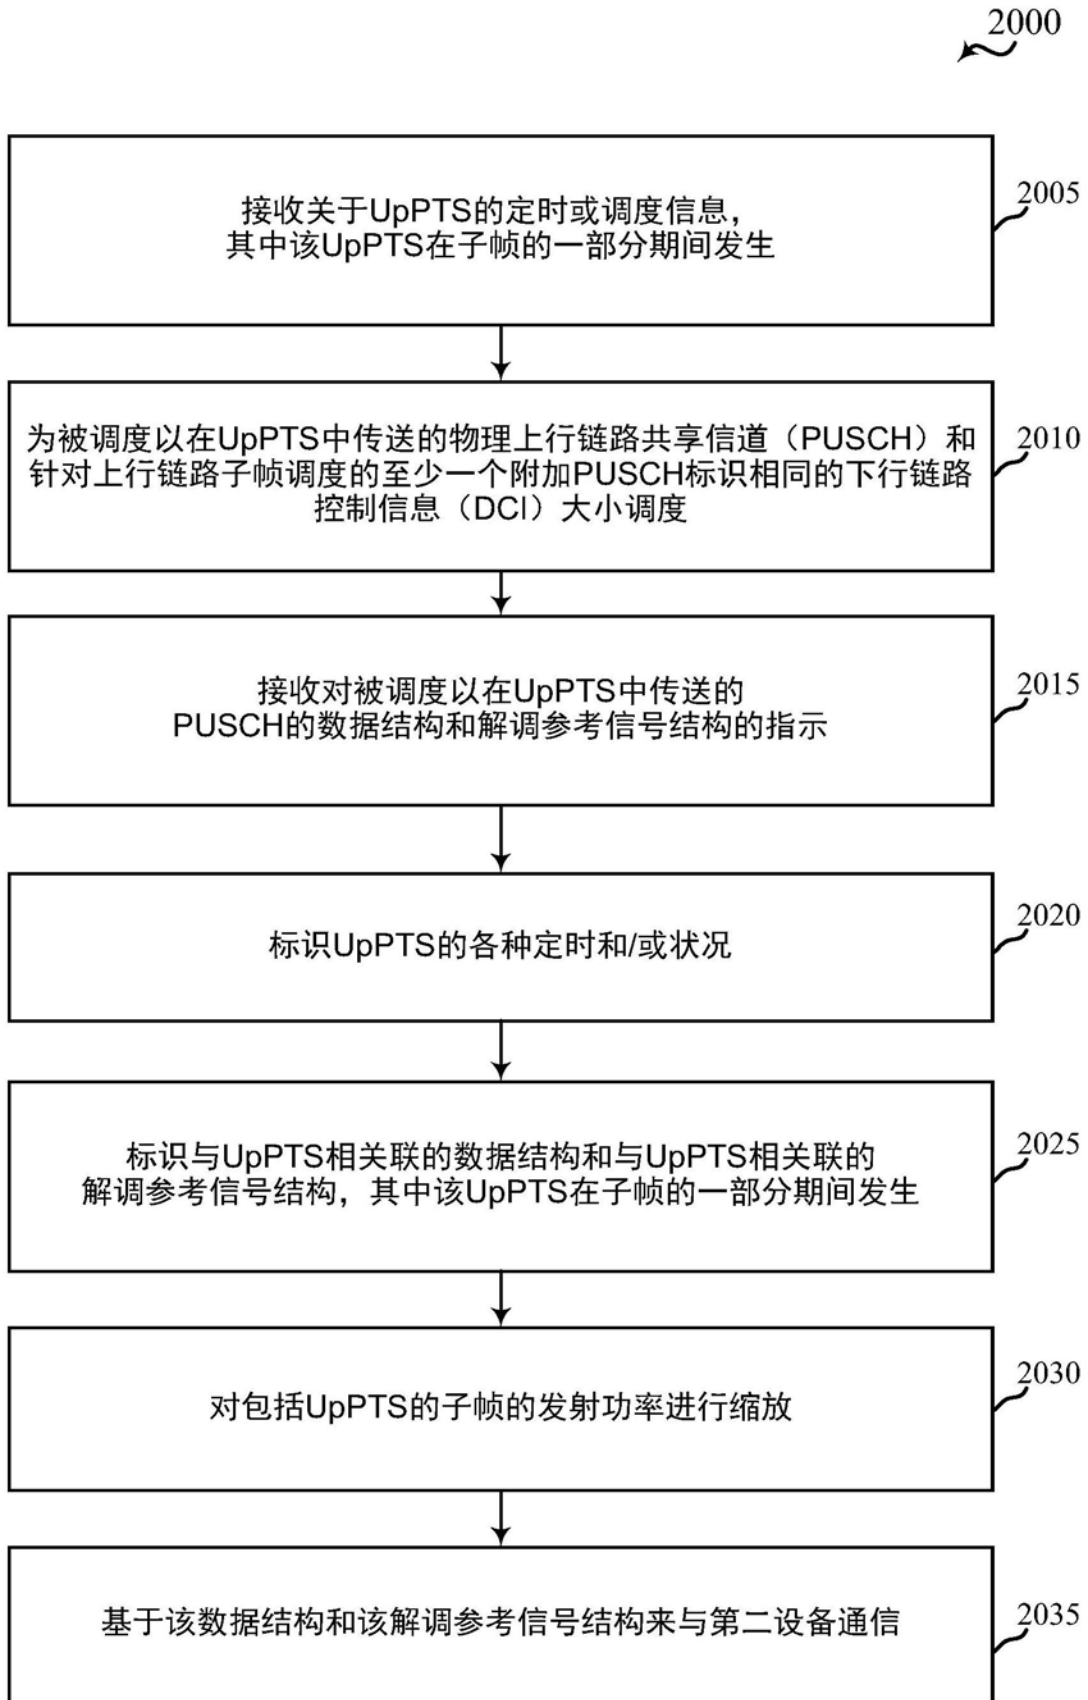 2000
接收关于UpPTS的定时或调度信息，
其中该UpPTS在子帧的一部分期间发生
2005
为被调度以在UpPTS中传送的物理上行链路共享信道（PUSCH）和
针对上行链路子帧调度的至少一个附加PUSCH标识相同的下行链路
控制信息（DCI）大小调度
2010
接收对被调度以在UpPTS中传送的
PUSCH的数据结构和解调参考信号结构的指示
2015
标识UpPTS的各种定时和/或状况
2020
标识与UpPTS相关联的数据结构和与UpPTS相关联的
解调参考信号结构，其中该UpPTS在子帧的一部分期间发生
2025
对包括UpPTS的子帧的发射功率进行缩放
2030
基于该数据结构和该解调参考信号结构来与第二设备通信
2035